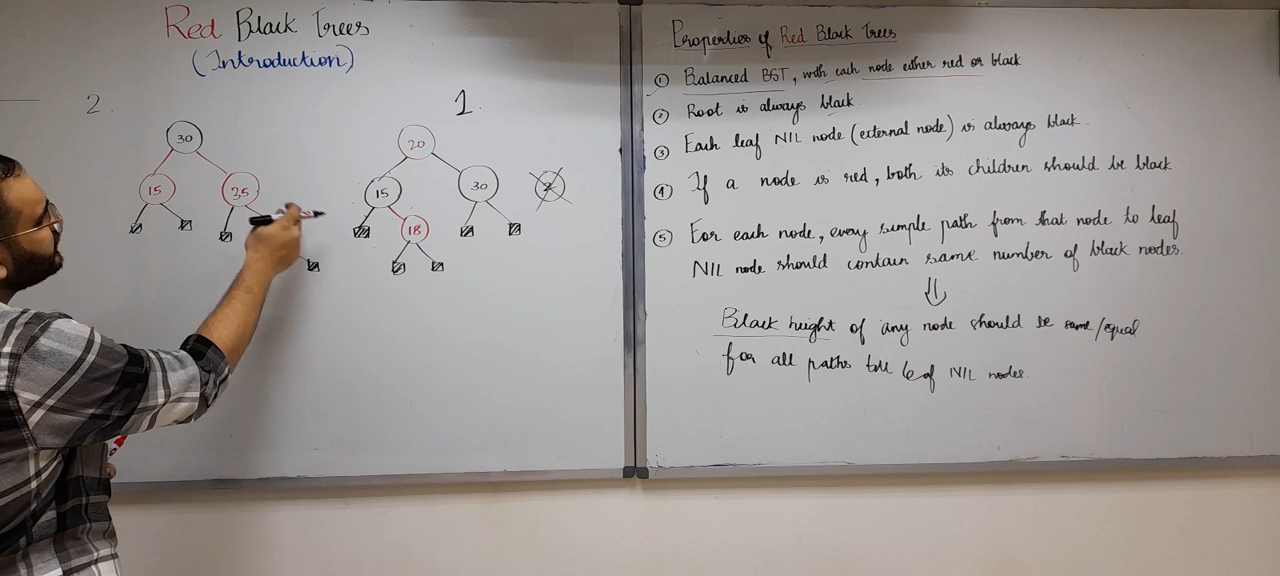 Red Black Trees
(Introduction)
2.
30
15
35
1.
20
15
30
18
Properties of Red Black Trees
① Balanced BST, with each node either red or black
② Root is always black
③ Each leaf NIL node (external node) is always black.
④ If a node is red, both its children should be black
⑤ For each node, every simple path from that node to leaf
NIL node should contain same number of black nodes.
⇓
Black height of any node should be same/equal
for all paths till leaf NIL nodes.